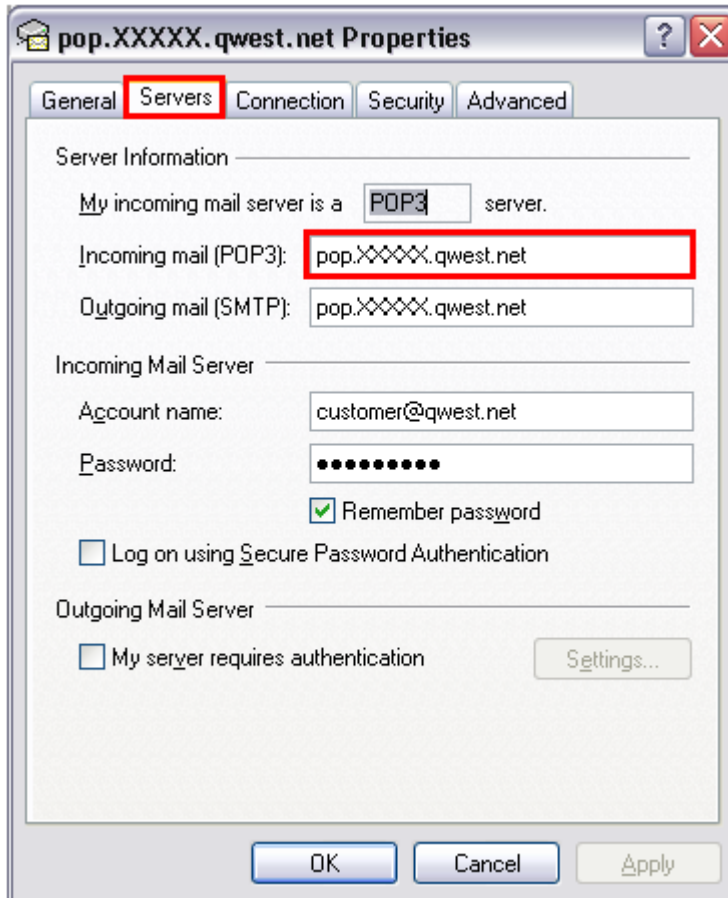 pop.XXXXX.qwest.net Properties
General Servers Connection Security Advanced
Server Information
My incoming mail server is a POP3 server.
Incoming mail (POP3): pop.XXXXX.qwest.net
Outgoing mail (SMTP): pop.XXXXX.qwest.net
Incoming Mail Server
Account name: customer@qwest.net
Password: ●●●●●●●●●
Remember password
Log on using Secure Password Authentication
Outgoing Mail Server
My server requires authentication Settings...
OK Cancel Apply